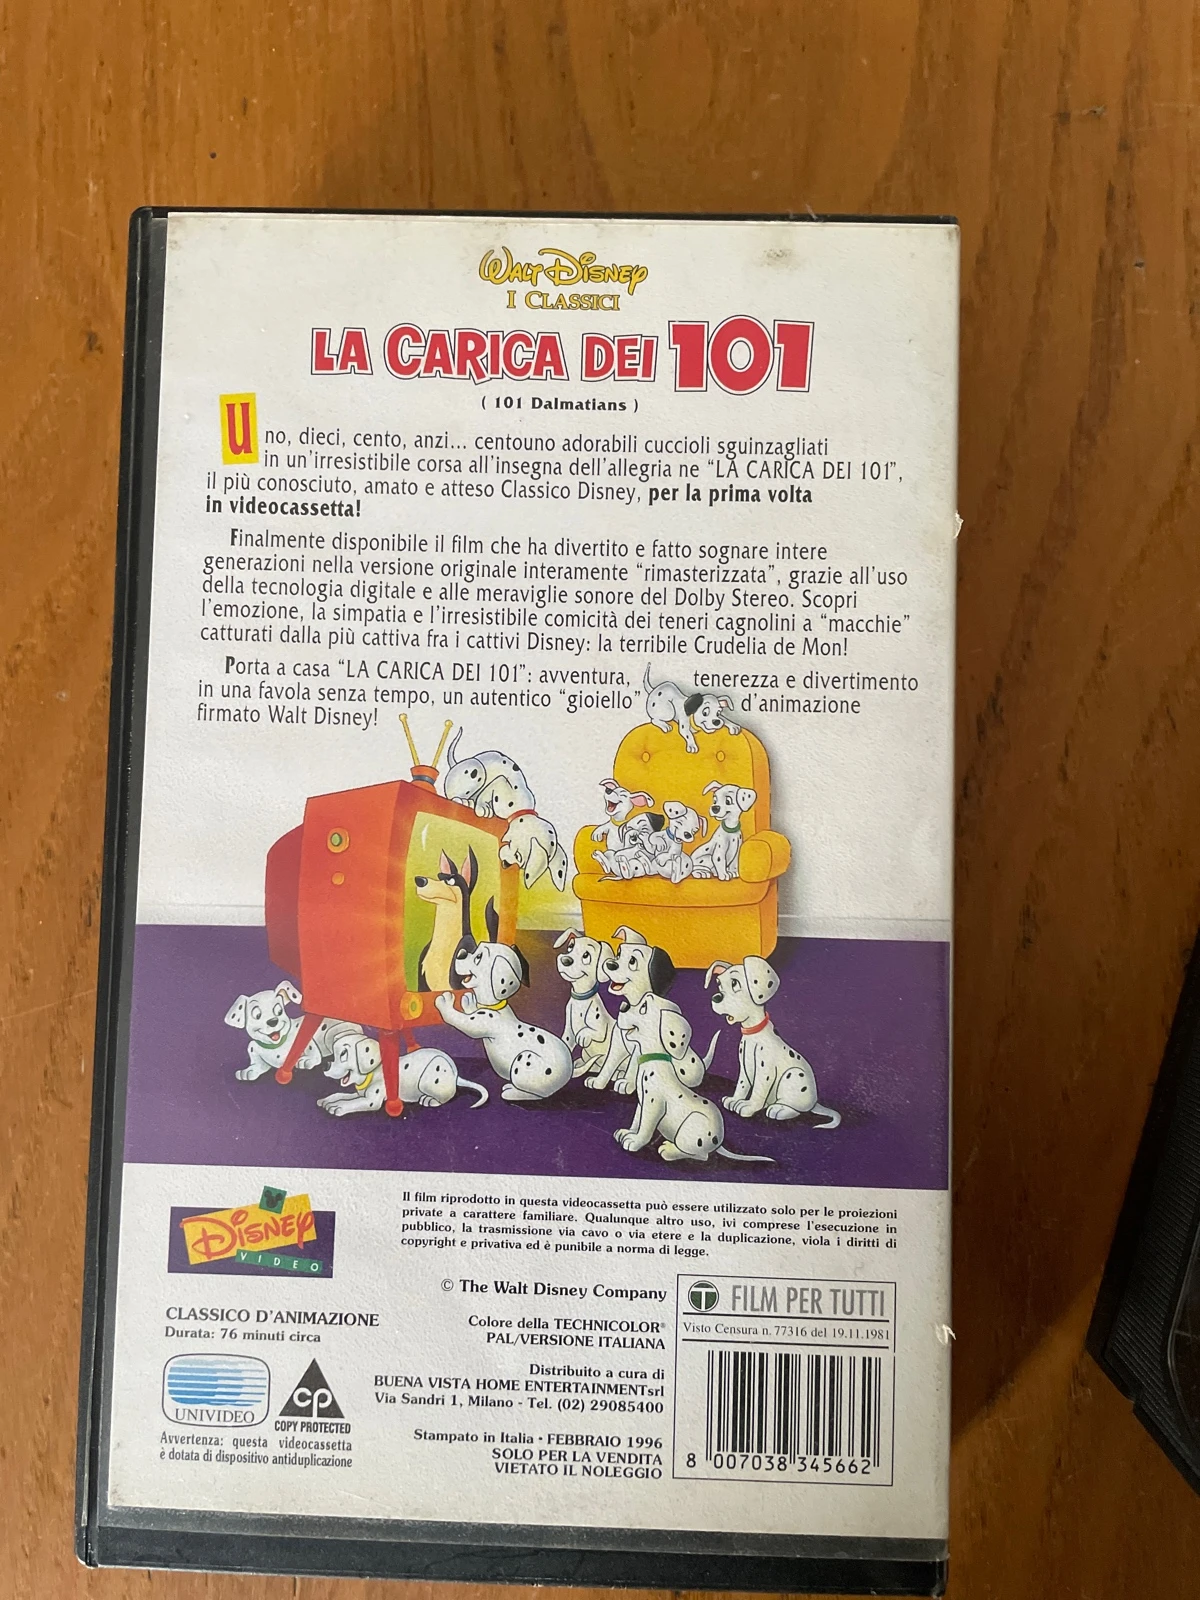 WALT DISNEY
I CLASSICI
LA CARICA DEI 101
( 101 Dalmatians )
Uno, dieci, cento, anzi... centouno adorabili cuccioli sguinzagliati
in un'irresistibile corsa all'insegna dell'allegria ne “LA CARICA DEI 101”,
il più conosciuto, amato e atteso Classico Disney, per la prima volta
in videocassetta!
Finalmente disponibile il film che ha divertito e fatto sognare intere
generazioni nella versione originale interamente “rimasterizzata”, grazie all'uso
della tecnologia digitale e alle meraviglie sonore del Dolby Stereo. Scopri
l'emozione, la simpatia e l'irresistibile comicità dei teneri cagnolini a “macchie”
catturati dalla più cattiva fra i cattivi Disney: la terribile Crudelia de Mon!
Porta a casa “LA CARICA DEI 101”: avventura, tenerezza e divertimento
in una favola senza tempo, un autentico “gioiello” d'animazione
firmato Walt Disney!
DISNEY
VIDEO
Il film riprodotto in questa videocassetta può essere utilizzato solo per le proiezioni
private a carattere familiare. Qualunque altro uso, ivi comprese l'esecuzione in
pubblico, la trasmissione via cavo o via etere e la duplicazione, viola i diritti di
copyright e privativa ed è punibile a norma di legge.
CLASSICO D'ANIMAZIONE
Durata: 76 minuti circa
UNIVIDEO
cp
COPY PROTECTED
Avvertenza: questa videocassetta
è dotata di dispositivo antiduplicazione
© The Walt Disney Company
Colore della TECHNICOLOR®
PAL/VERSIONE ITALIANA
Distribuito a cura di
BUENA VISTA HOME ENTERTAINMENTsrl
Via Sandri 1, Milano - Tel. (02) 29085400
Stampato in Italia • FEBBRAIO 1996
SOLO PER LA VENDITA
VIETATO IL NOLEGGIO
T FILM PER TUTTI
Visto Censura n. 77316 del 19.11.1981
8 007038 345662